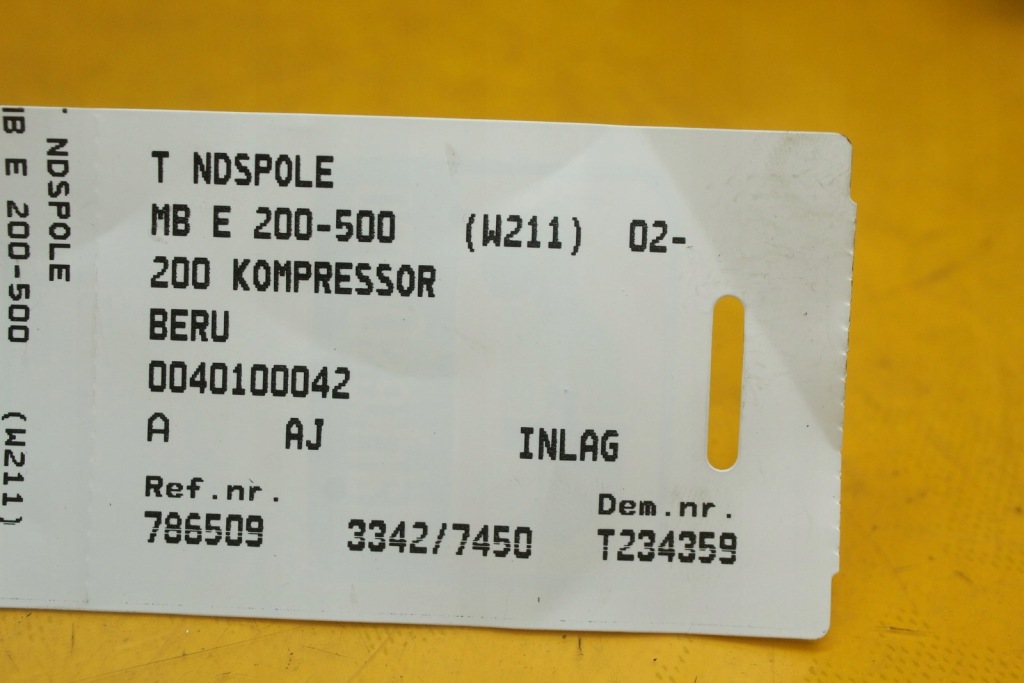 T NDSPOLE
MB E 200-500 (W211) 02-
200 KOMPRESSOR
BERU
0040100042
A AJ INLAG
Ref.nr. Dem.nr.
786509 3342/7450 T234359
NDSPOLE
MB E 200-500 (W211)